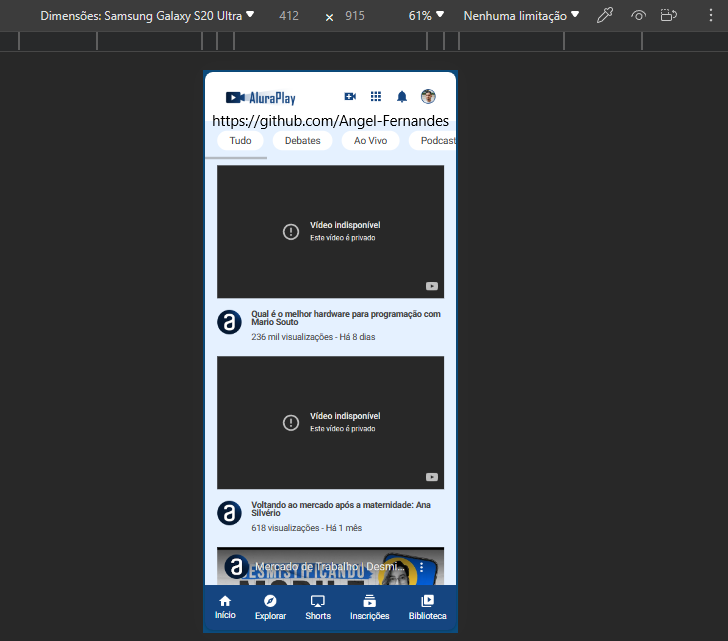 Dimensões: Samsung Galaxy S20 Ultra 412 × 915 61% Nenhuma limitação
AluraPlay
https://github.com/Angel-Fernandes
Tudo Debates Ao Vivo Podcast
Vídeo indisponível
Este vídeo é privado
Qual é o melhor hardware para programação com
Mario Souto
236 mil visualizações - Há 8 dias
Vídeo indisponível
Este vídeo é privado
Voltando ao mercado após a maternidade: Ana
Silvério
618 visualizações - Há 1 mês
Mercado de Trabalho | Desmi...
DESMISTIFICANDO
MOBILE
Início Explorar Shorts Inscrições Biblioteca